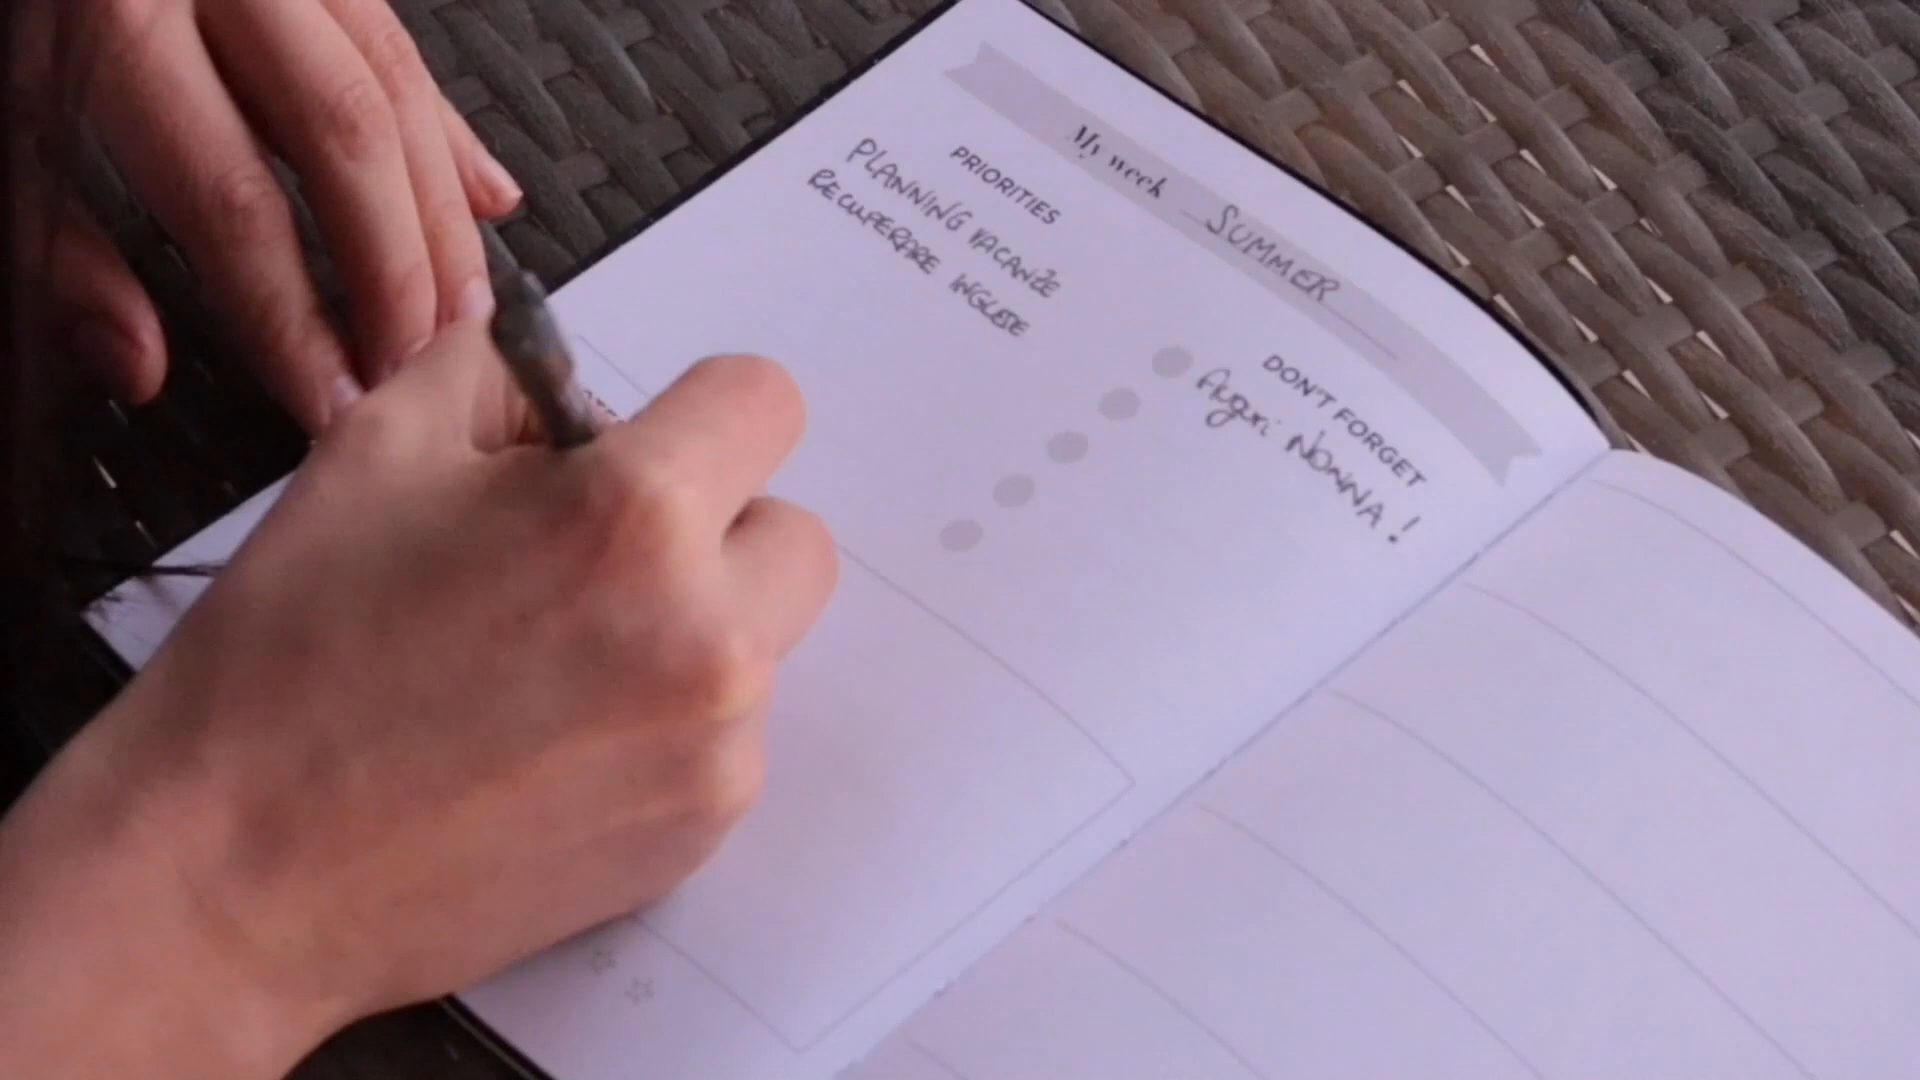 My week SUMMER
PRIORITIES
PLANNING VACANZE
RECUPERARE INGLESE
DON'T FORGET
Auguri NONNA!